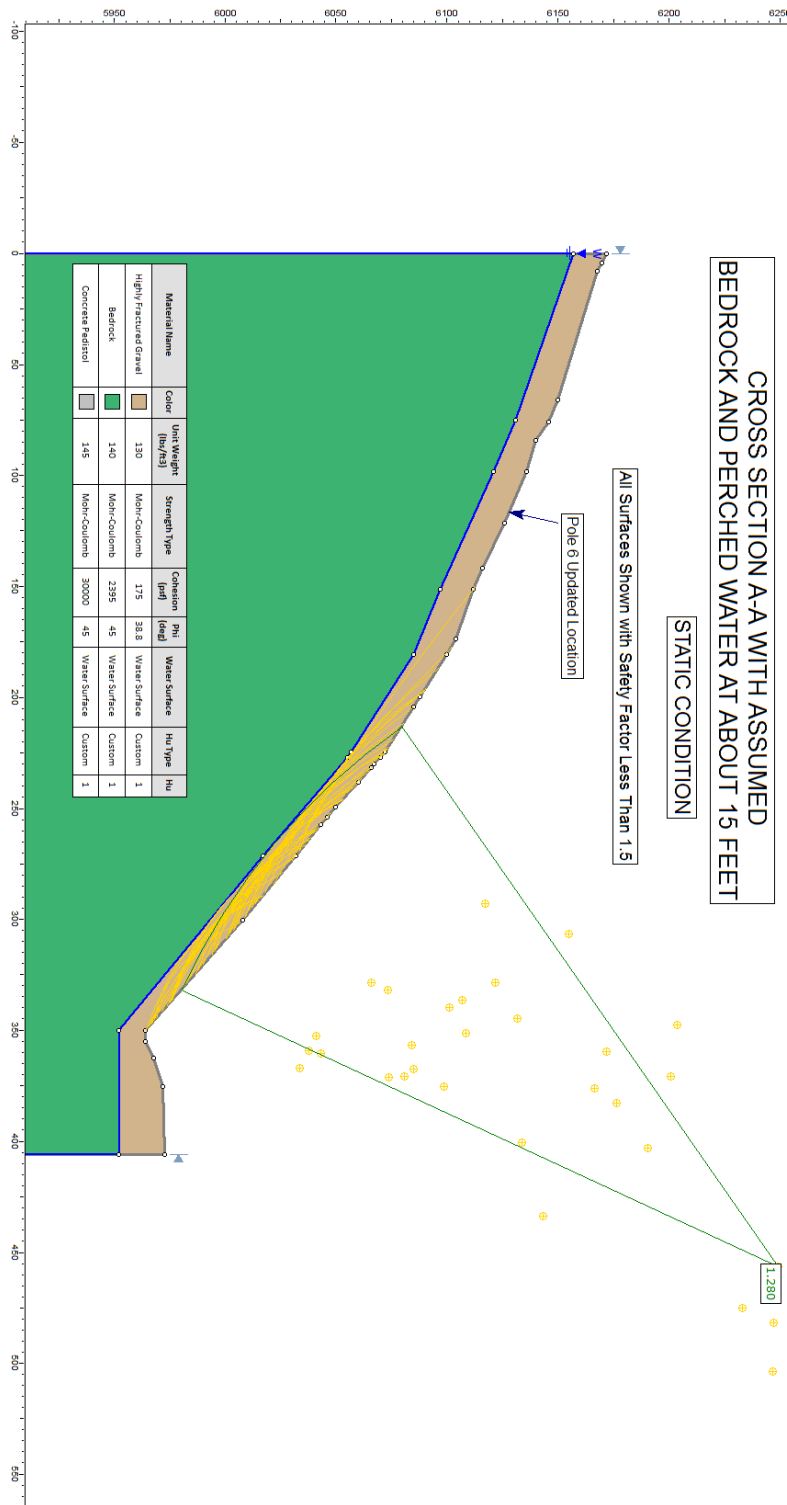 CROSS SECTION A-A WITH ASSUMED
BEDROCK AND PERCHED WATER AT ABOUT 15 FEET
STATIC CONDITION
All Surfaces Shown with Safety Factor Less Than 1.5
Pole 6 Updated Location
1.280
W
Material Name Color Unit Weight (lbs/ft3) Strength Type Cohesion (psf) Phi (deg) Water Surface Hu Type Hu
Highly Fractured Gravel 130 Mohr-Coulomb 175 38.8 Water Surface Custom 1
Bedrock 140 Mohr-Coulomb 2395 45 Water Surface Custom 1
Concrete Pedistol 145 Mohr-Coulomb 30000 45 Water Surface Custom 1
5950 6000 6050 6100 6150 6200 6250
-100 -50 0 50 100 150 200 250 300 350 400 450 500 550